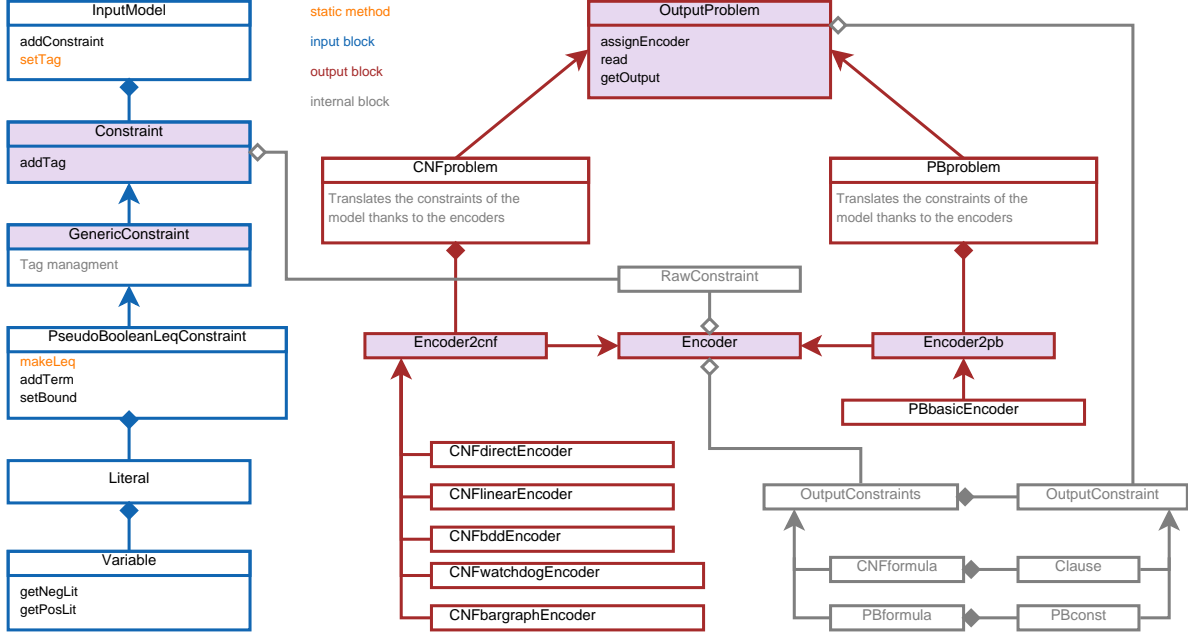 InputModel
addConstraint
setTag
Constraint
addTag
GenericConstraint
Tag managment
PseudoBooleanLeqConstraint
makeLeq
addTerm
setBound
Literal
Variable
getNegLit
getPosLit
static method
input block
output block
internal block
OutputProblem
assignEncoder
read
getOutput
CNFproblem
Translates the constraints of the
model thanks to the encoders
PBproblem
Translates the constraints of the
model thanks to the encoders
RawConstraint
Encoder2cnf
Encoder
Encoder2pb
PBbasicEncoder
CNFdirectEncoder
CNFlinearEncoder
CNFbddEncoder
CNFwatchdogEncoder
CNFbargraphEncoder
OutputConstraints
OutputConstraint
CNFformula
Clause
PBformula
PBconst